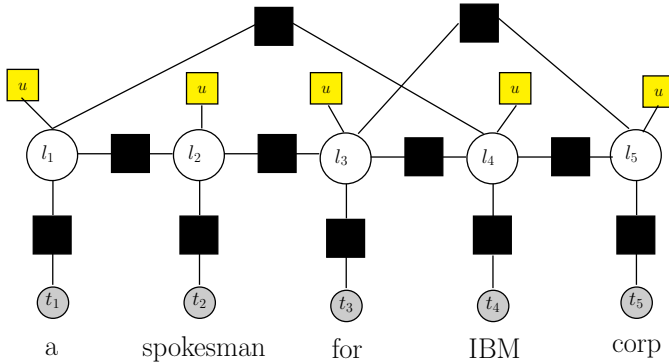 u u u u u
l1 l2 l3 l4 l5
t1 t2 t3 t4 t5
a spokesman for IBM corp